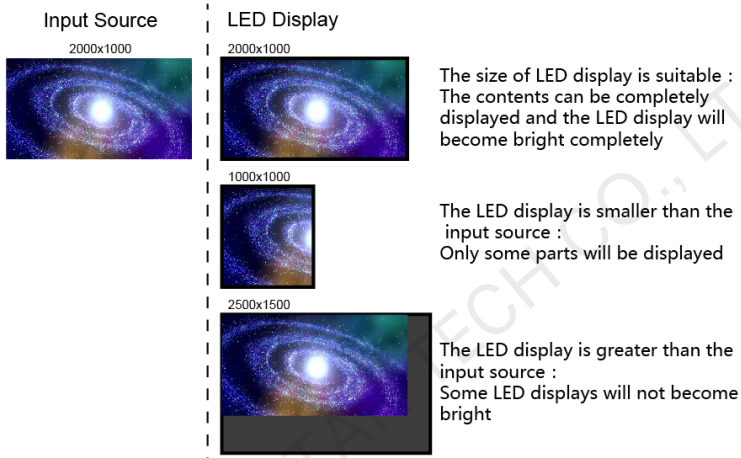 Input Source
LED Display
2000x1000
2000x1000
The size of LED display is suitable :
The contents can be completely
displayed and the LED display will
become bright completely
1000x1000
The LED display is smaller than the
input source :
Only some parts will be displayed
2500x1500
The LED display is greater than the
input source :
Some LED displays will not become
bright
TECH CO., LT